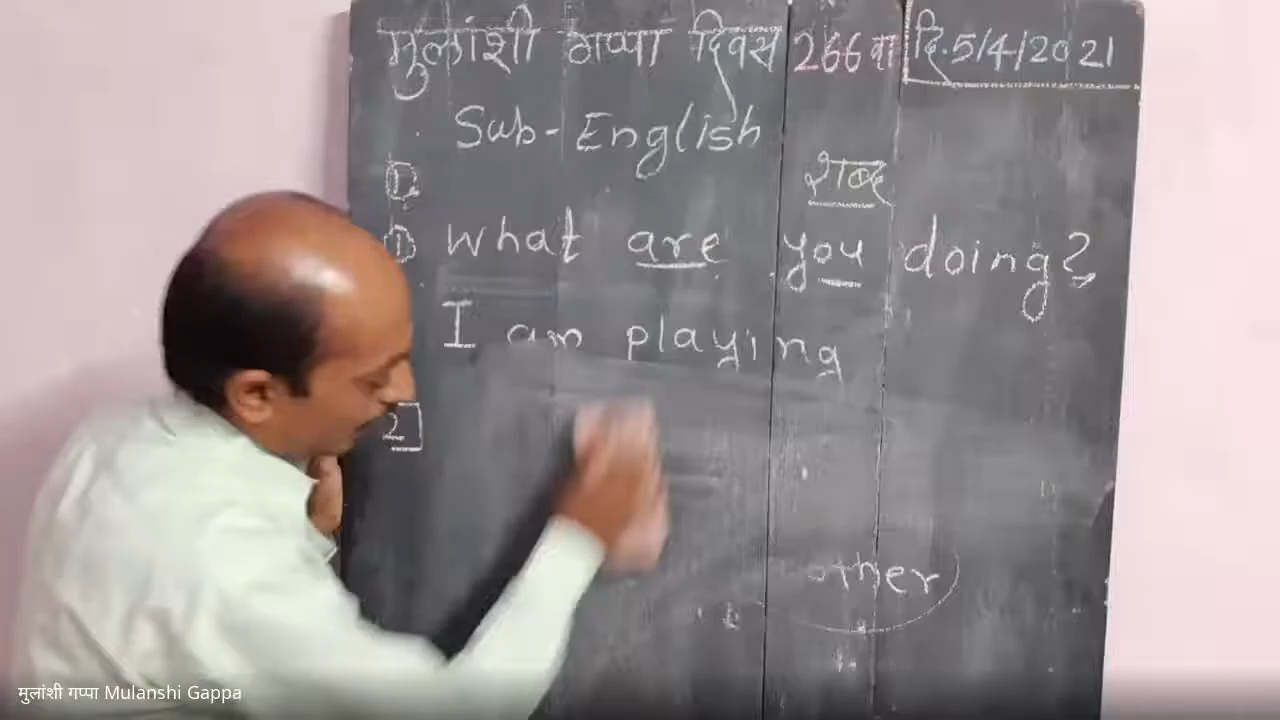 मुलांशी गप्पा दिवस 266 वा दि.5/4/2021
Sub-English
शब्द
① What are you doing?
I am playing
2
other
मुलांशी गप्पा Mulanshi Gappa